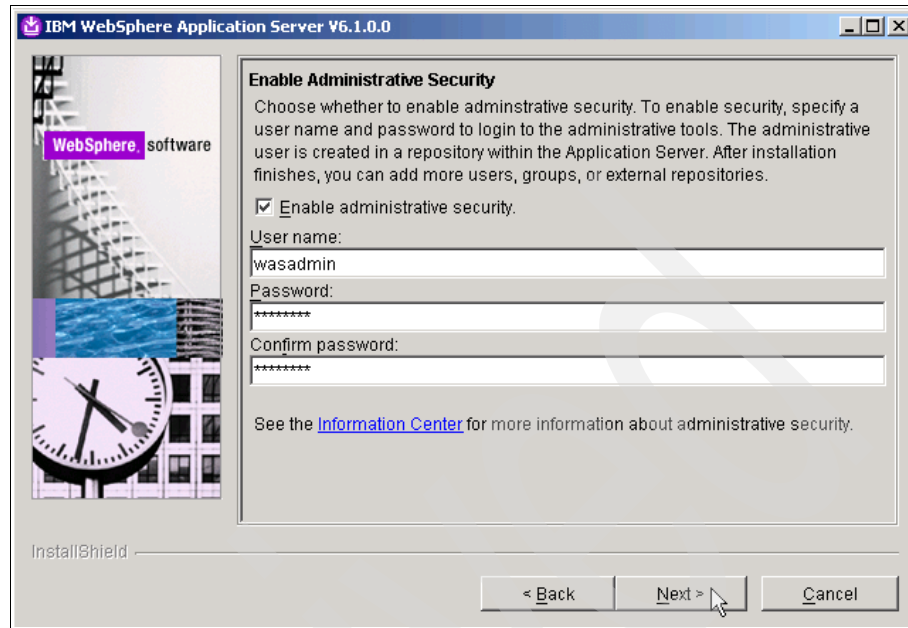 IBM WebSphere Application Server V6.1.0.0
WebSphere. software
Enable Administrative Security
Choose whether to enable adminstrative security. To enable security, specify a
user name and password to login to the administrative tools. The administrative
user is created in a repository within the Application Server. After installation
finishes, you can add more users, groups, or external repositories.
Enable administrative security.
User name:
wasadmin
Password:
********
Confirm password:
********
See the Information Center for more information about administrative security.
InstallShield
< Back
Next >
Cancel